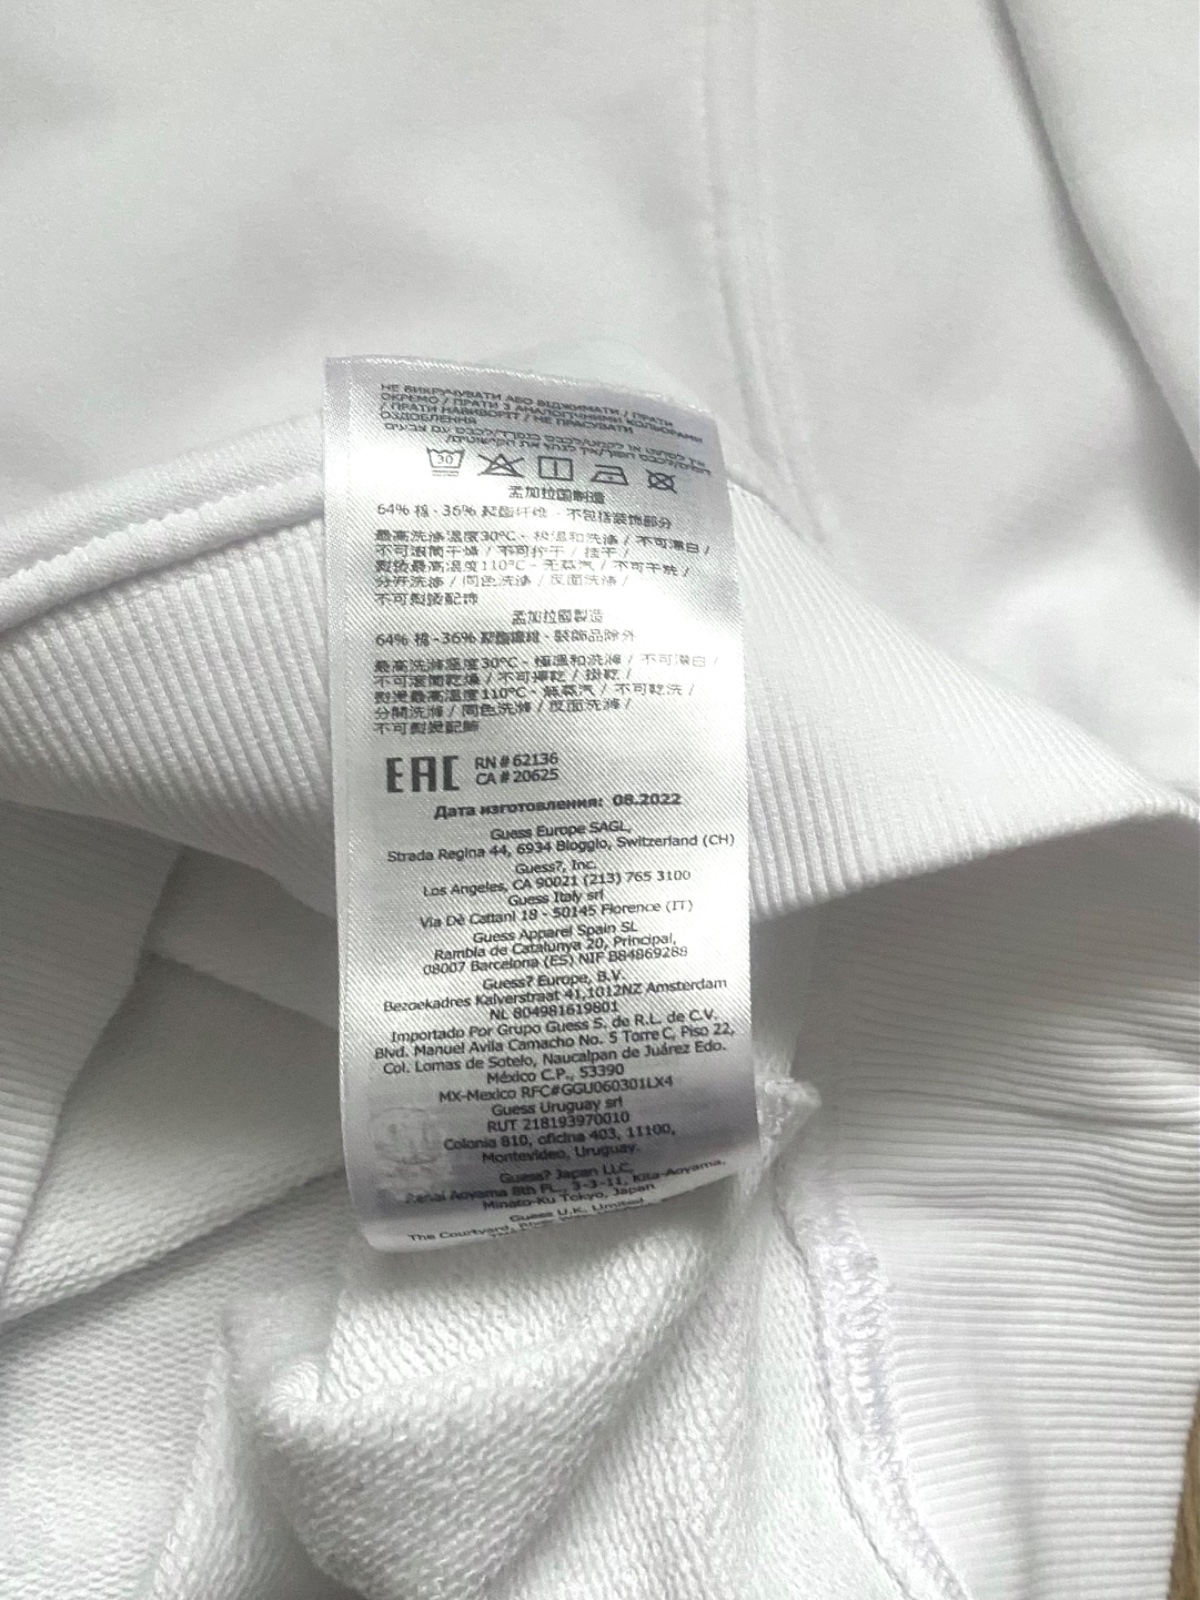 НЕ ВИКРУЧУВАТИ АБО ВІДЖИМАТИ / ПРАТИ
ОКРЕМО / ПРАТИ З АНАЛОГІЧНИМИ КОЛЬОРАМИ
/ ПРАТИ НАВИВОРІТ / НЕ ПРАСУВАТИ
ОЗДОБЛЕННЯ
30
孟加拉国制造
64% 棉 - 36% 聚酯纤维 - 不包括装饰部分
最高洗涤温度30°C - 极温和洗涤 / 不可漂白 /
不可滚筒干燥 / 不可拧干 / 挂干 /
熨烫最高温度110°C - 无蒸汽 / 不可干洗 /
分开洗涤 / 同色洗涤 / 反面洗涤 /
不可熨烫配饰
孟加拉國製造
64% 棉 - 36% 聚酯纖維 - 裝飾品除外
最高洗滌溫度30°C - 極溫和洗滌 / 不可漂白 /
不可滾筒乾燥 / 不可擰乾 / 掛乾 /
熨燙最高溫度110°C - 無蒸汽 / 不可乾洗 /
分開洗滌 / 同色洗滌 / 反面洗滌 /
不可熨燙配飾
EAC RN # 62136
CA # 20625
Дата изготовления: 08.2022
Guess Europe SAGL,
Strada Regina 44, 6934 Bioggio, Switzerland (CH)
Guess?, Inc.
Los Angeles, CA 90021 (213) 765 3100
Guess Italy srl
Via Dè Cattani 18 - 50145 Florence (IT)
Guess Apparel Spain SL
Rambla de Catalunya 20, Principal,
08007 Barcelona (ES) NIF B84869288
Guess? Europe, B.V.
Bezoekadres Kalverstraat 41,1012NZ Amsterdam
NL 804981619B01
Importado Por Grupo Guess S. de R.L. de C.V.
Blvd. Manuel Avila Camacho No. 5 Torre C, Piso 22,
Col. Lomas de Sotelo, Naucalpan de Juárez Edo.
México C.P., 53390
MX-Mexico RFC#GGU060301LX4
Guess Uruguay srl
RUT 218193970010
Colonia 810, oficina 403, 11100,
Montevideo, Uruguay.
Guess? Japan LLC,
Aoyama 8th FL., 3-3-11, Kita-Aoyama,
Minato-Ku Tokyo, Japan
Guess U.K. Limited
The Courtyard, River